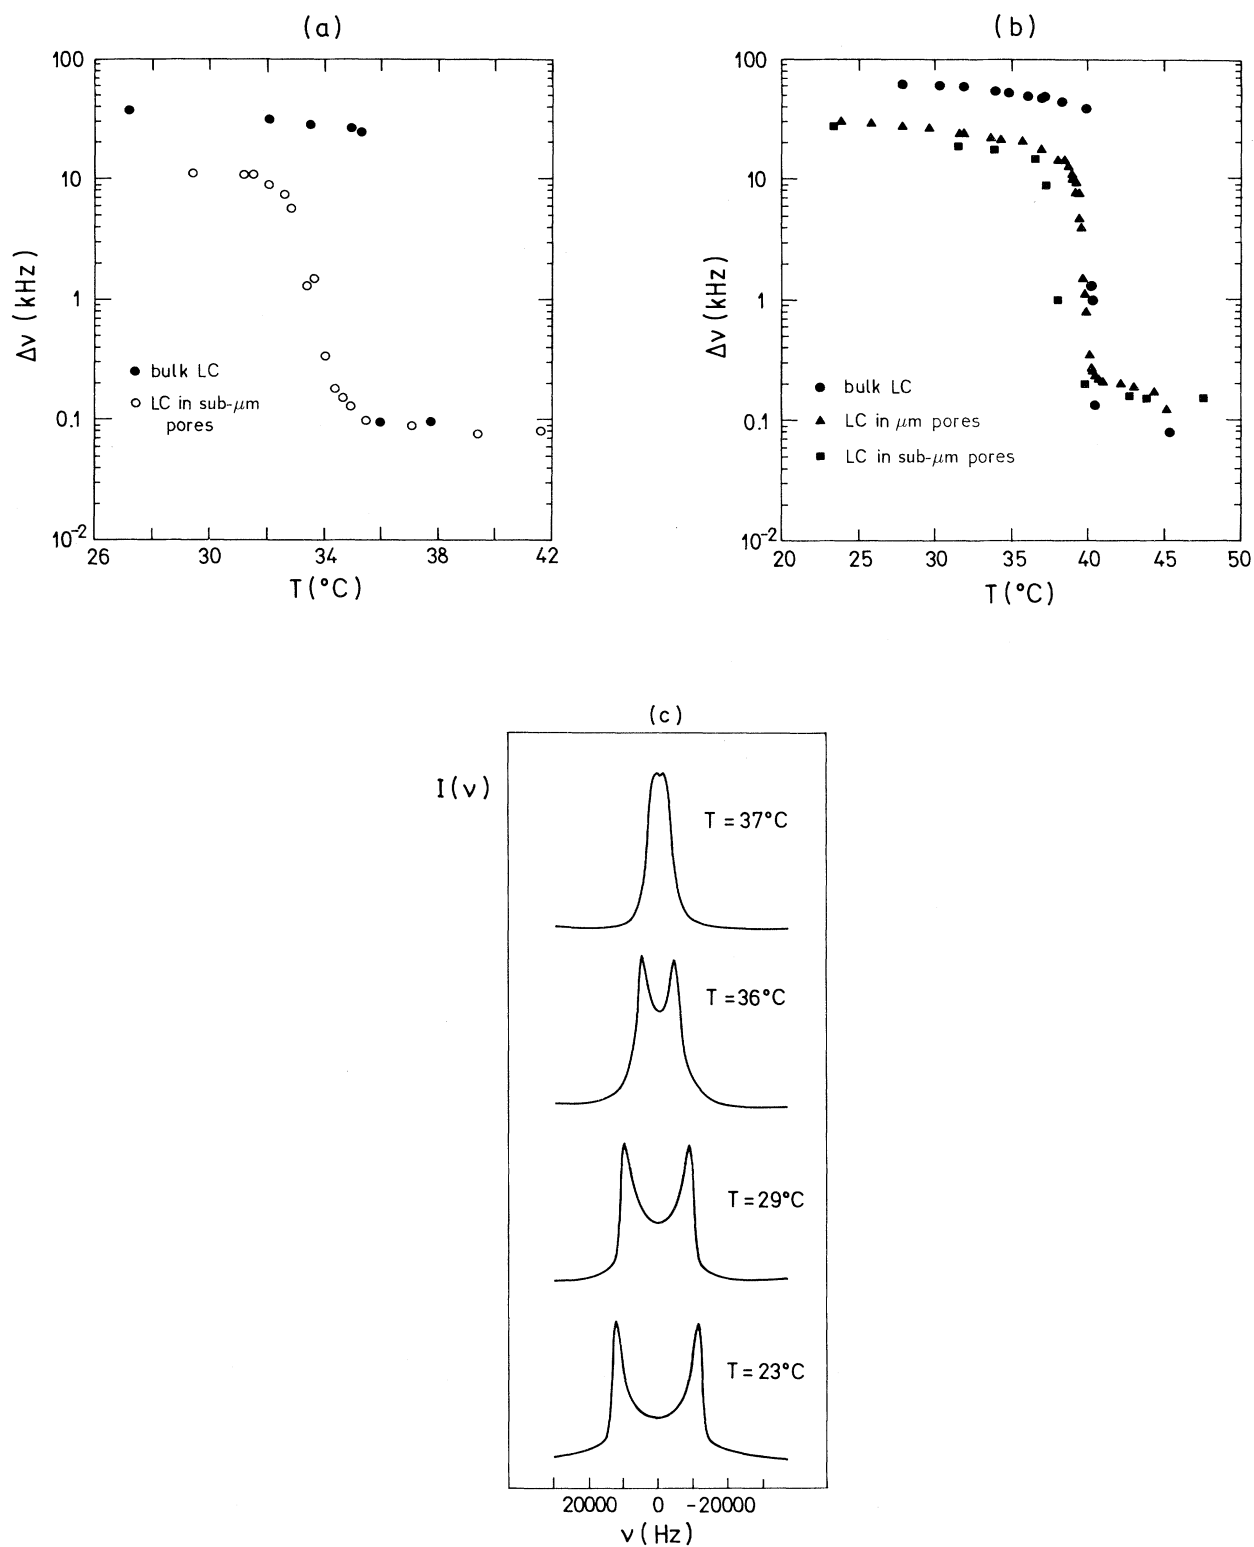 (a)
100
10
1
0.1
10-2
Δν (kHz)
● bulk LC
○ LC in sub-μm
pores
26 30 34 38 42
T (°C)
(b)
100
10
1
0.1
10-2
Δν (kHz)
● bulk LC
▲ LC in μm pores
■ LC in sub-μm pores
20 25 30 35 40 45 50
T (°C)
(c)
I(ν)
T = 37°C
T = 36°C
T = 29°C
T = 23°C
20000 0 -20000
ν (Hz)